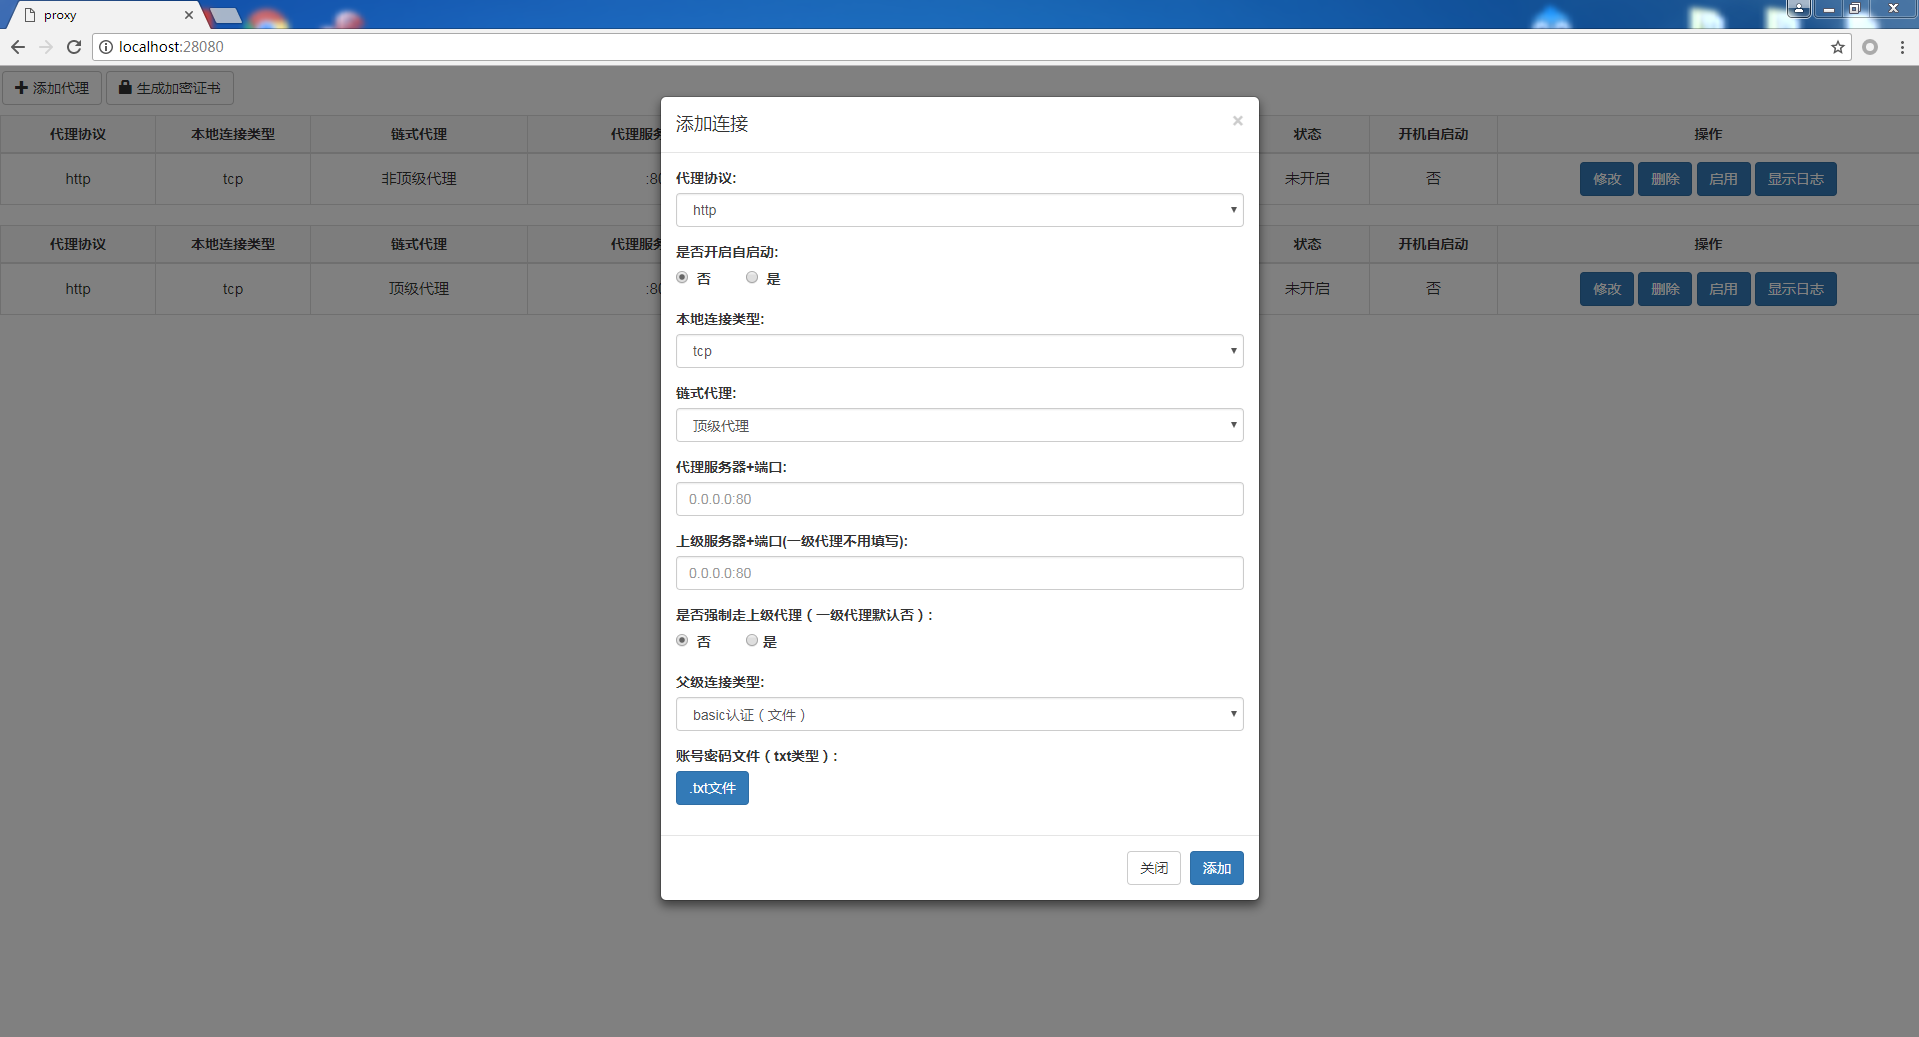 proxy
localhost:28080
添加代理 生成加密证书
代理协议 本地连接类型 链式代理 状态 开机自启动 操作
http tcp 非顶级代理 未开启 否 修改 删除 启用 显示日志
代理协议 本地连接类型 链式代理 状态 开机自启动 操作
http tcp 顶级代理 未开启 否 修改 删除 启用 显示日志
添加连接 ×
代理协议:
http
是否开启自启动:
否 是
本地连接类型:
tcp
链式代理:
顶级代理
代理服务器+端口:
0.0.0.0:80
上级服务器+端口(一级代理不用填写):
0.0.0.0:80
是否强制走上级代理（一级代理默认否）:
否 是
父级连接类型:
basic认证（文件）
账号密码文件（txt类型）:
.txt文件
关闭 添加